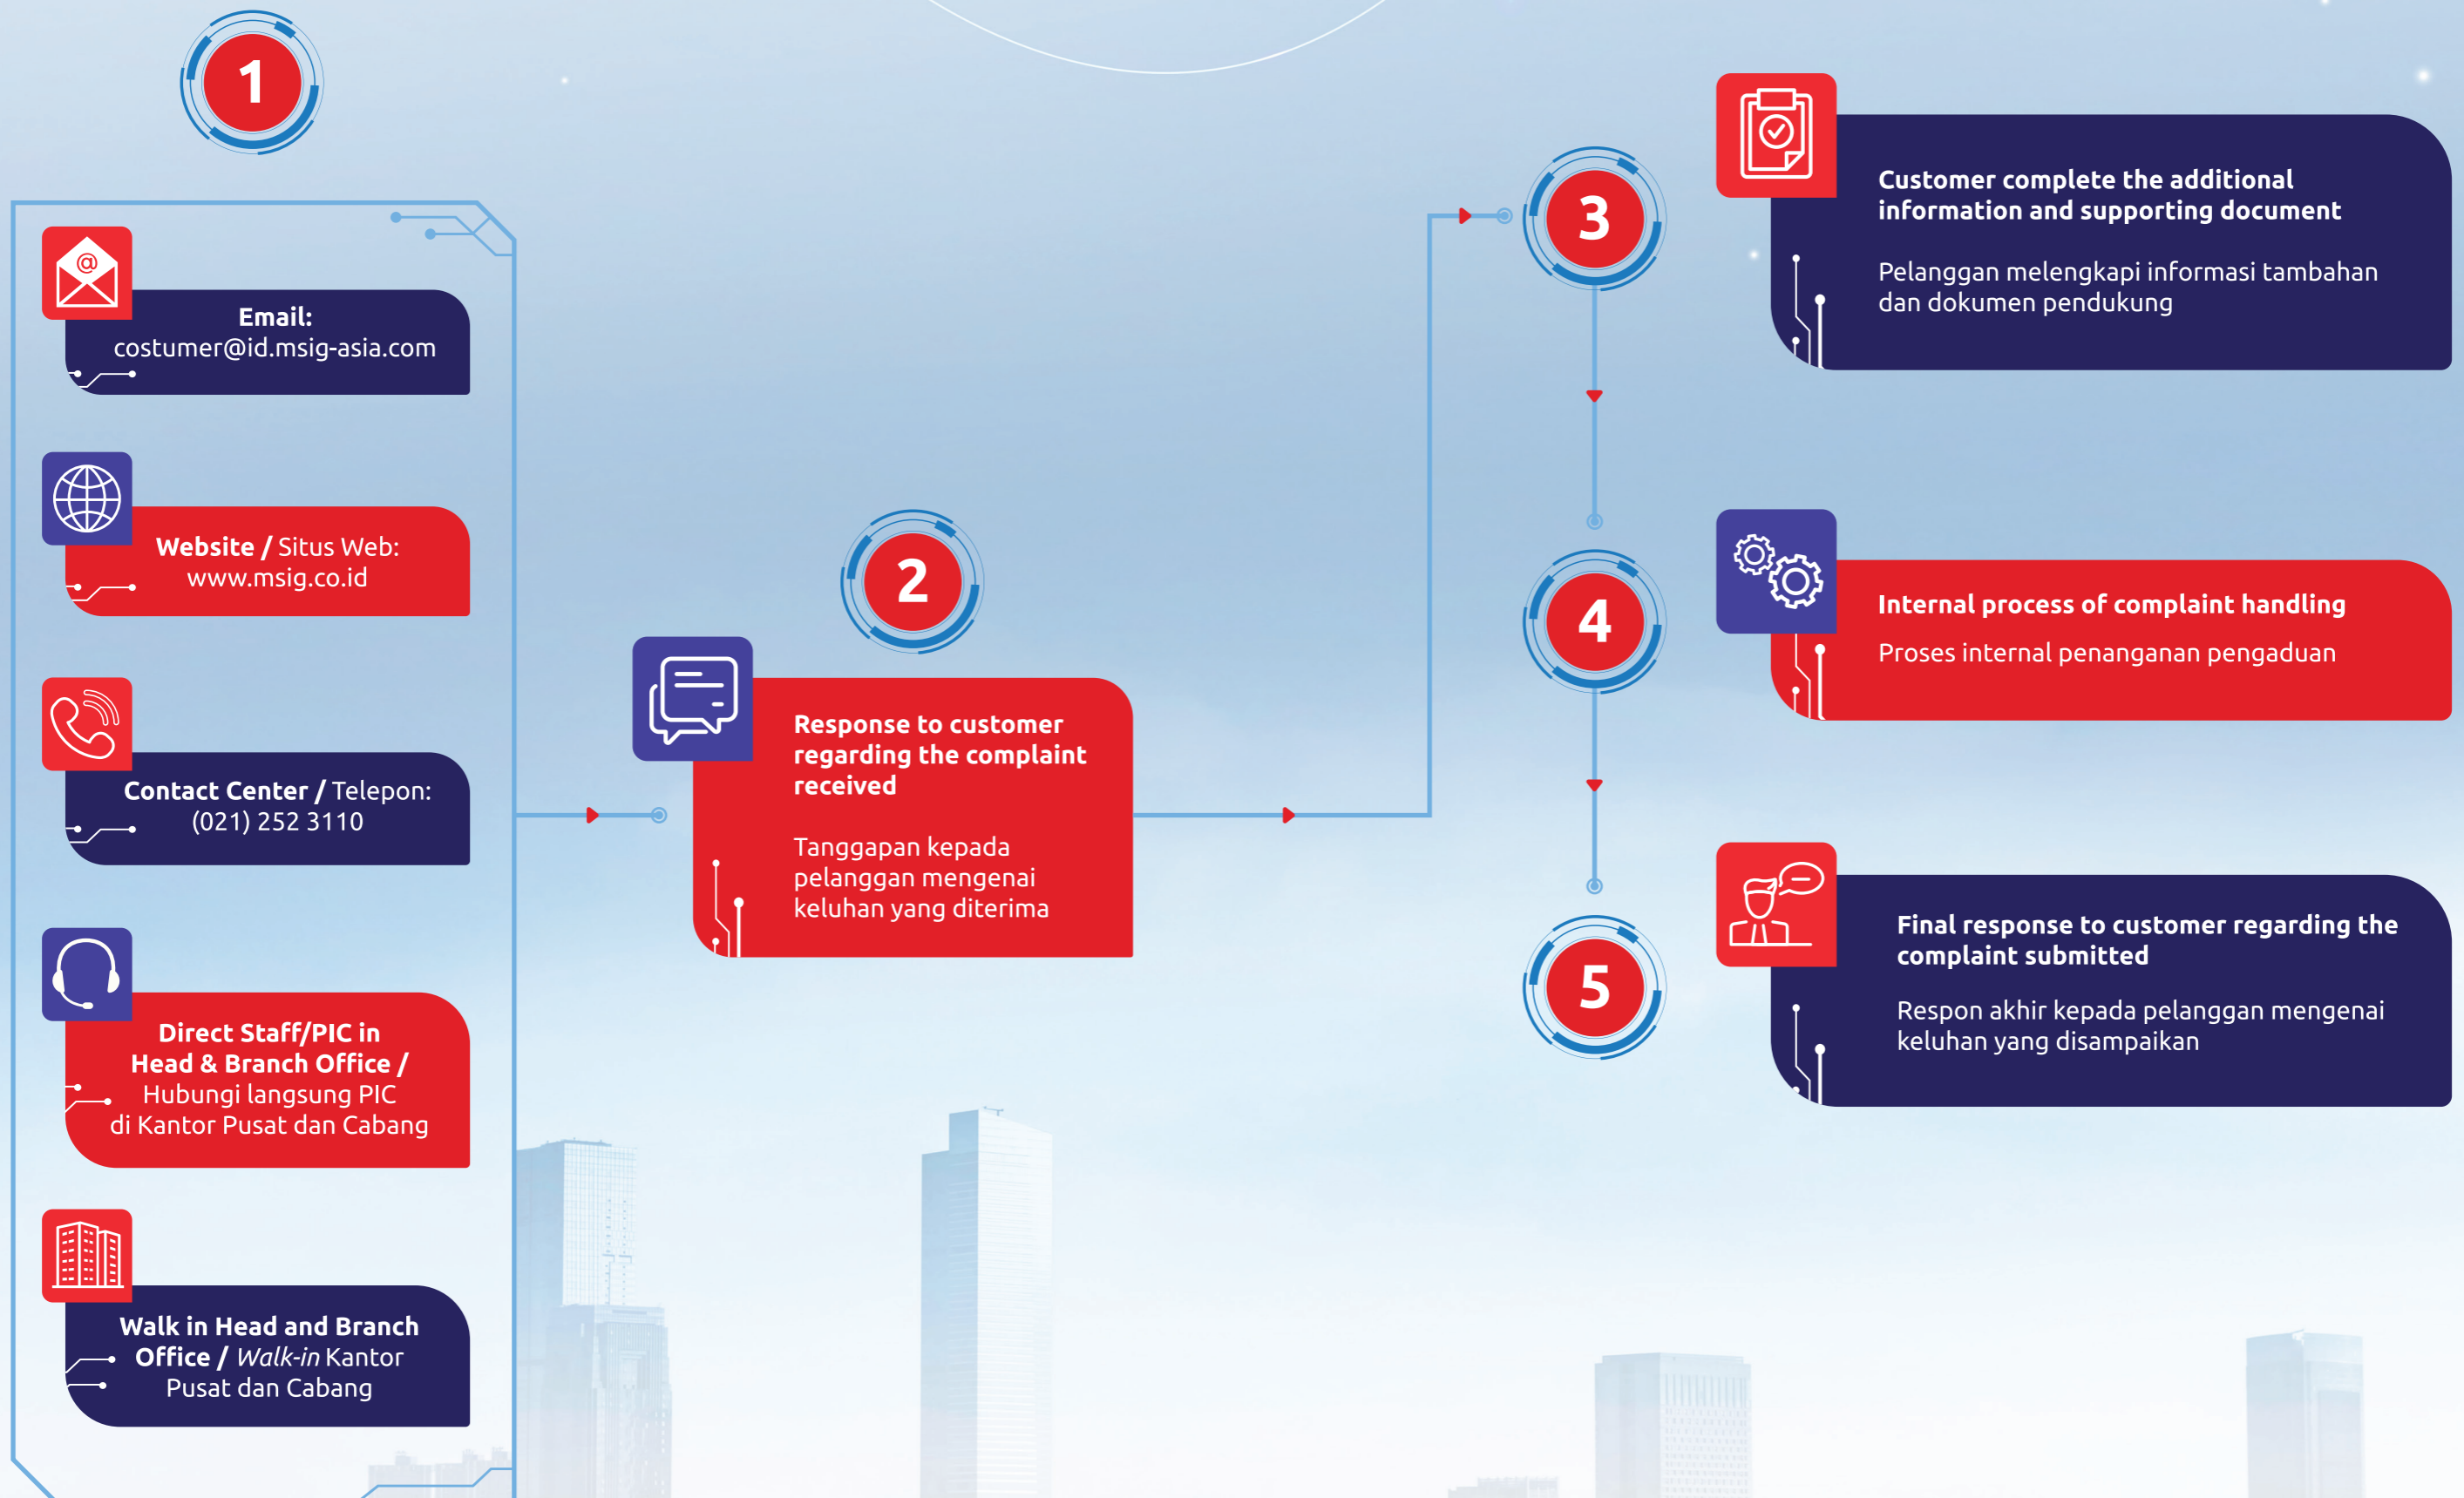 1
@
Email:
costumer@id.msig-asia.com
Website / Situs Web:
www.msig.co.id
Contact Center / Telepon:
(021) 252 3110
Direct Staff/PIC in
Head & Branch Office /
Hubungi langsung PIC
di Kantor Pusat dan Cabang
Walk in Head and Branch
Office / Walk-in Kantor
Pusat dan Cabang
2
Response to customer
regarding the complaint
received
Tanggapan kepada
pelanggan mengenai
keluhan yang diterima
3
Customer complete the additional
information and supporting document
Pelanggan melengkapi informasi tambahan
dan dokumen pendukung
4
Internal process of complaint handling
Proses internal penanganan pengaduan
5
Final response to customer regarding the
complaint submitted
Respon akhir kepada pelanggan mengenai
keluhan yang disampaikan